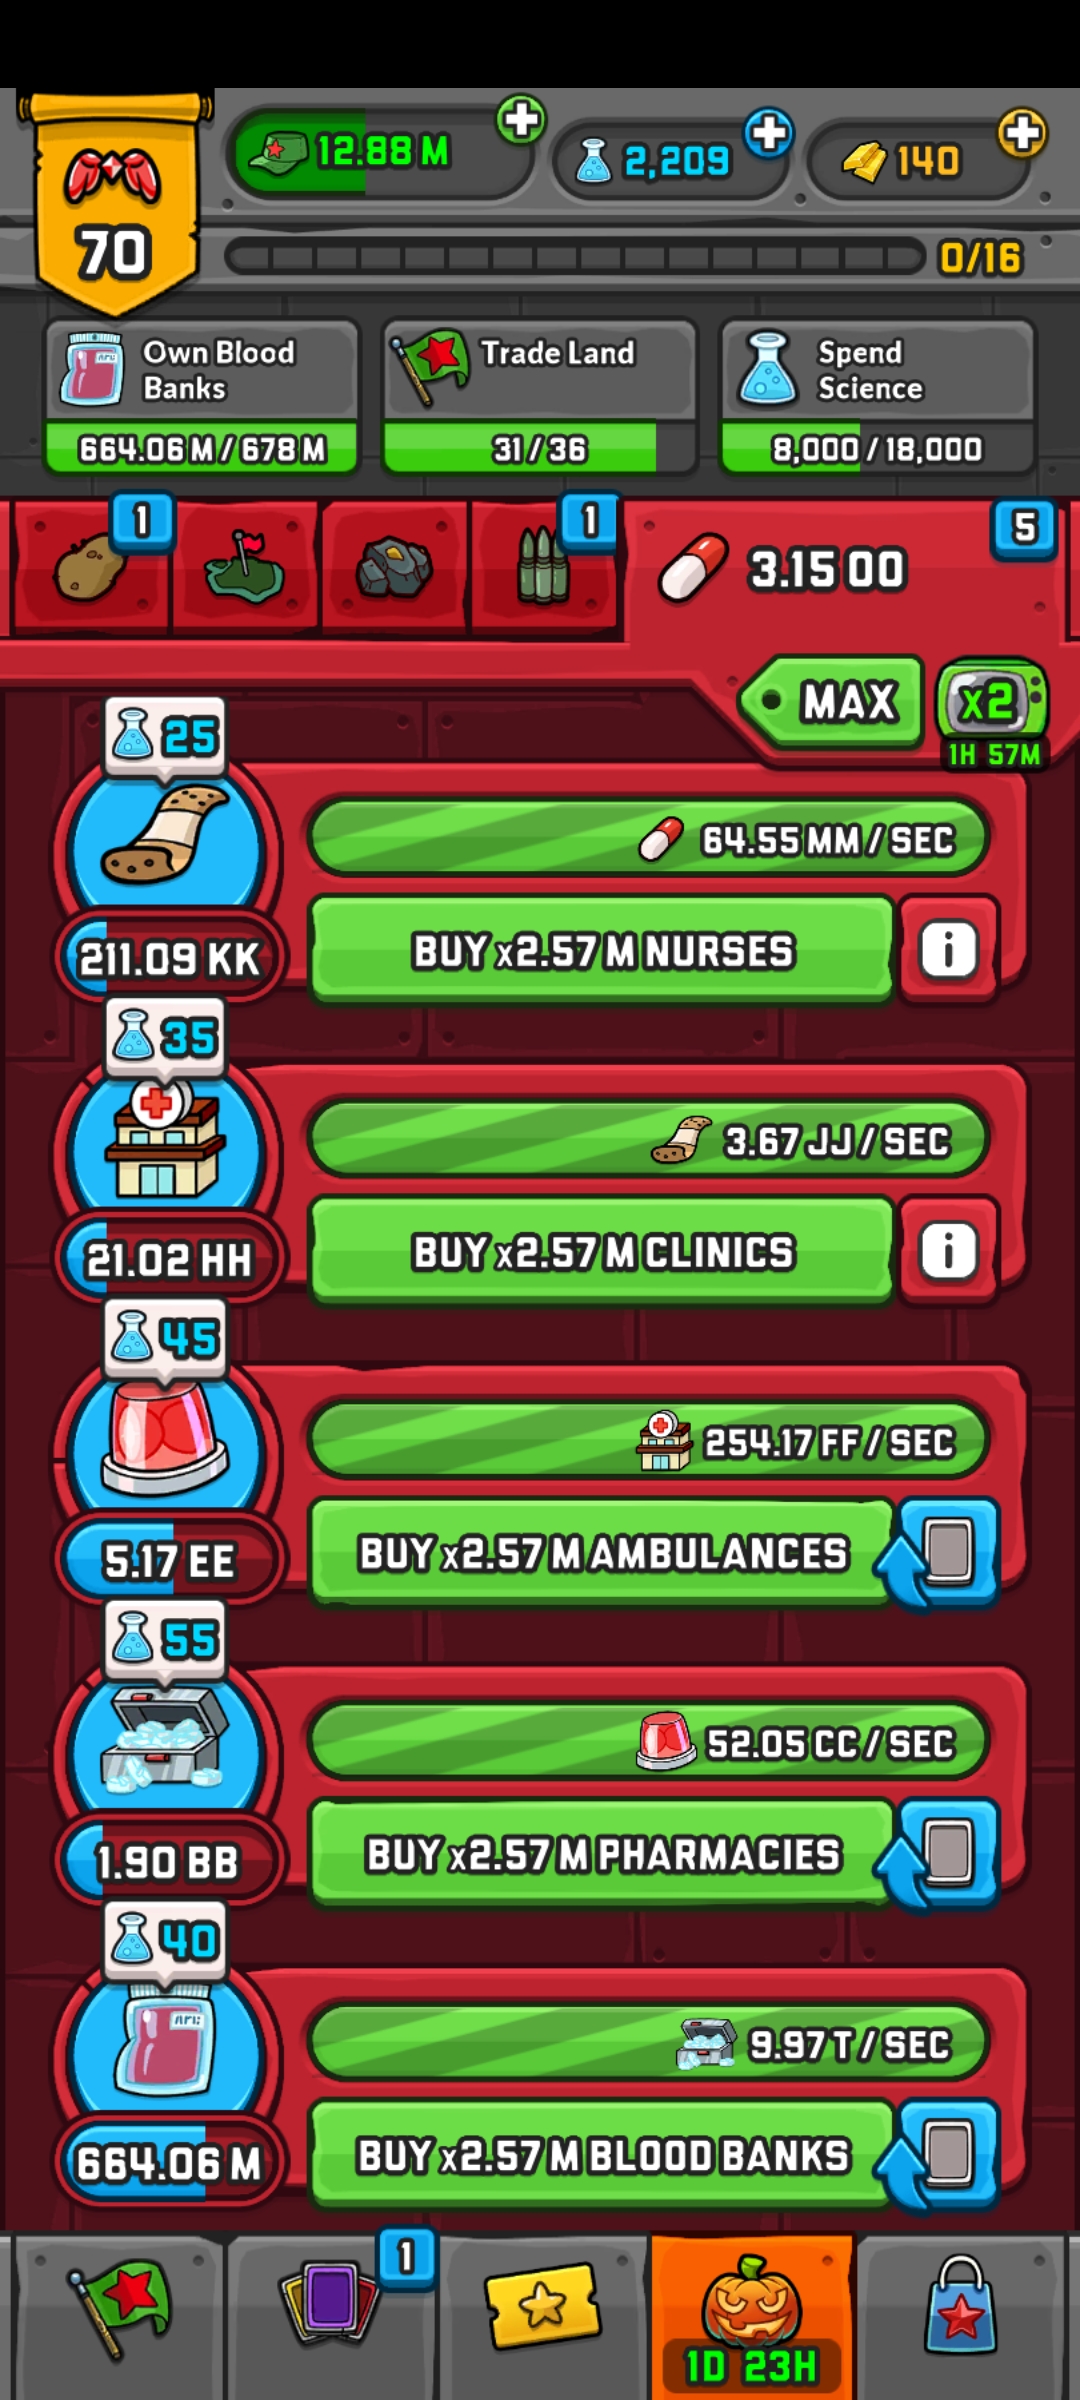 12.88 M
2,209
140
70
0/16
Own Blood
Banks
664.06 M / 678 M
Trade Land
31 / 36
Spend
Science
8,000 / 18,000
1
1
3.15 OO
5
MAX
x2
1H 57M
25
64.55 MM / SEC
211.09 KK
BUY x2.57 M NURSES
i
35
3.67 JJ / SEC
21.02 HH
BUY x2.57 M CLINICS
i
45
254.17 FF / SEC
5.17 EE
BUY x2.57 M AMBULANCES
55
52.05 CC / SEC
1.90 BB
BUY x2.57 M PHARMACIES
40
9.97 T / SEC
664.06 M
BUY x2.57 M BLOOD BANKS
1
1D 23H